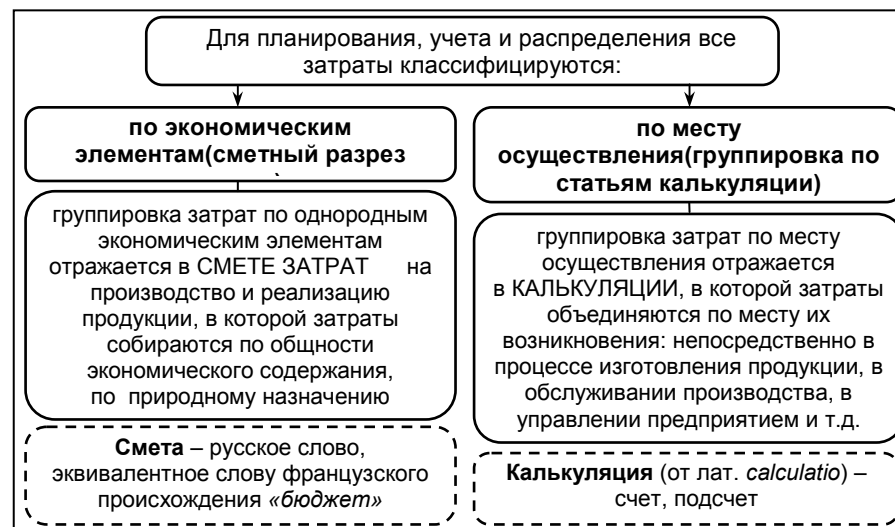 Для планирования, учета и распределения все
затраты классифицируются:
по экономическим
элементам(сметный разрез
)
группировка затрат по однородным
экономическим элементам
отражается в СМЕТЕ ЗАТРАТ на
производство и реализацию
продукции, в которой затраты
собираются по общности
экономического содержания,
по природному назначению
Смета – русское слово,
эквивалентное слову французского
происхождения «бюджет»
по месту
осуществления(группировка по
статьям калькуляции)
группировка затрат по месту
осуществления отражается
в КАЛЬКУЛЯЦИИ, в которой затраты
объединяются по месту их
возникновения: непосредственно в
процессе изготовления продукции, в
обслуживании производства, в
управлении предприятием и т.д.
Калькуляция (от лат. calculatio) –
счет, подсчет